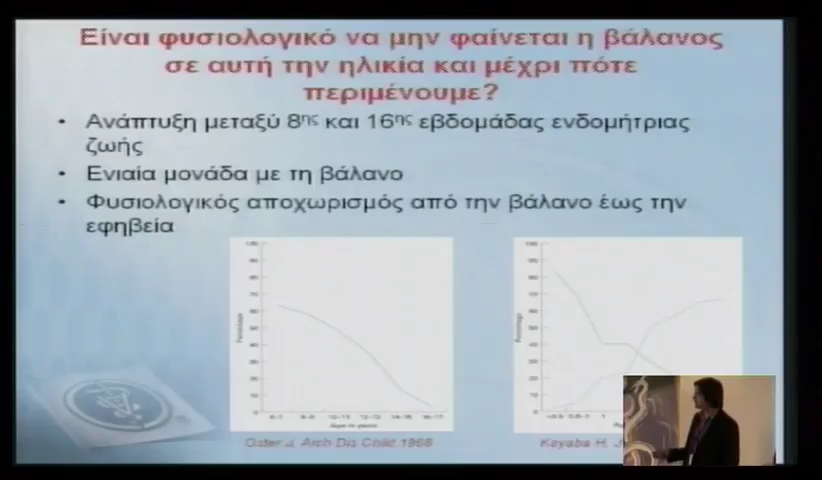 Είναι φυσιολογικό να μην φαίνεται η βάλανος
σε αυτή την ηλικία και μέχρι πότε
περιμένουμε?
• Ανάπτυξη μεταξύ 8ης και 16ης εβδομάδας ενδομήτριας
ζωής
• Ενιαία μονάδα με τη βάλανο
• Φυσιολογικός αποχωρισμός από την βάλανο έως την
εφηβεία
Oster J. Arch Dis Child 1968
Kayaba H. J